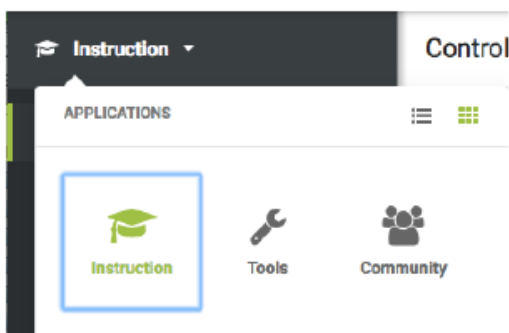 Instruction
Control
APPLICATIONS
Instruction
Tools
Community